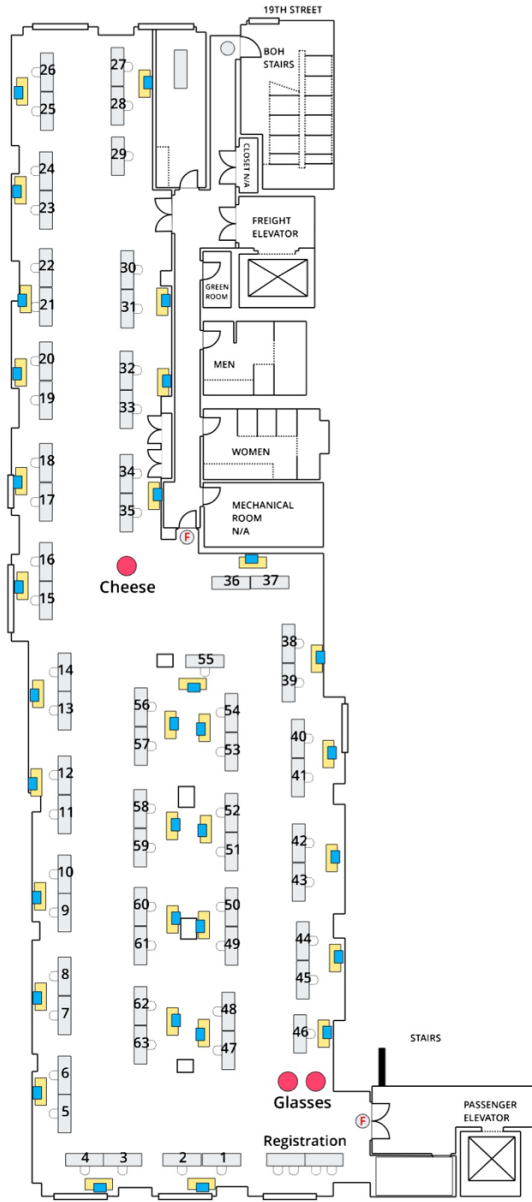 19TH STREET
BOH
STAIRS
26
25
27
28
29
CLOSET N/A
24
23
FREIGHT
ELEVATOR
22
21
30
31
GREEN
ROOM
20
19
32
33
MEN
18
17
34
35
WOMEN
MECHANICAL
ROOM
N/A
F
16
15
Cheese
36 37
14
13
55
38
39
56
57
54
53
40
41
12
11
58
59
52
51
42
43
10
9
60
61
50
49
44
45
8
7
62
63
48
47
46
STAIRS
6
5
Glasses
F
PASSENGER
ELEVATOR
Registration
4 3 2 1